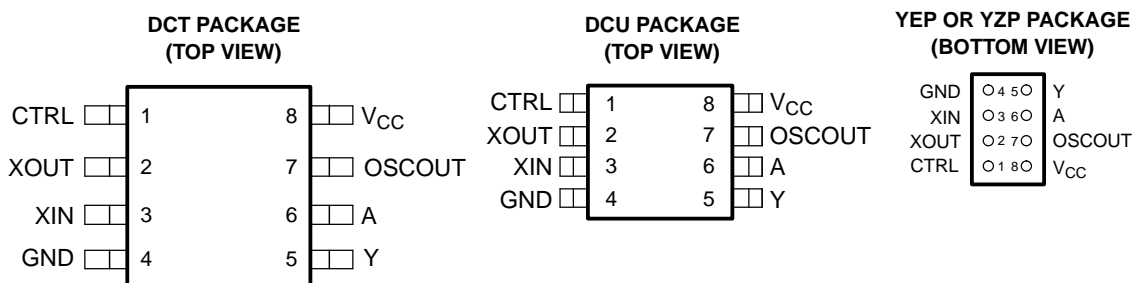 DCT PACKAGE
(TOP VIEW)
CTRL 1 8 VCC
XOUT 2 7 OSCOUT
XIN 3 6 A
GND 4 5 Y
DCU PACKAGE
(TOP VIEW)
CTRL 1 8 VCC
XOUT 2 7 OSCOUT
XIN 3 6 A
GND 4 5 Y
YEP OR YZP PACKAGE
(BOTTOM VIEW)
GND 4 5 Y
XIN 3 6 A
XOUT 2 7 OSCOUT
CTRL 1 8 VCC